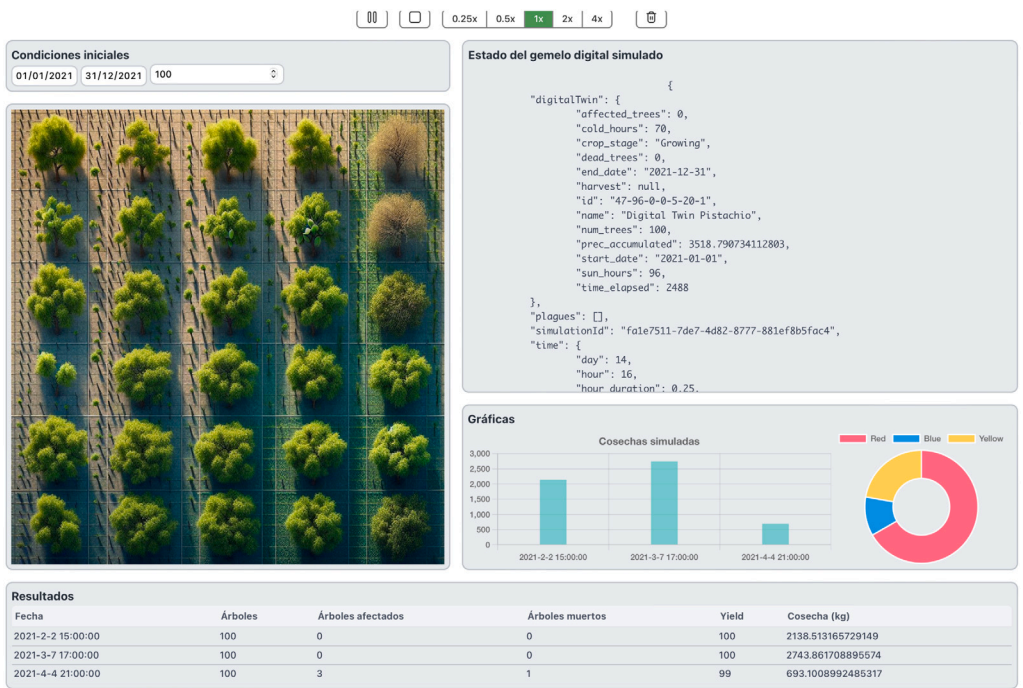 0.25x 0.5x 1x 2x 4x
Condiciones iniciales
01/01/2021 31/12/2021 100
Estado del gemelo digital simulado
{
"digitalTwin": {
"affected_trees": 0,
"cold_hours": 70,
"crop_stage": "Growing",
"dead_trees": 0,
"end_date": "2021-12-31",
"harvest": null,
"id": "47-96-0-0-5-20-1",
"name": "Digital Twin Pistachio",
"num_trees": 100,
"prec_accumulated": 3518.790734112803,
"start_date": "2021-01-01",
"sun_hours": 96,
"time_elapsed": 2488
},
"plagues": [],
"simulationId": "fa1e7511-7de7-4d82-8777-881ef8b5fac4",
"time": {
"day": 14,
"hour": 16,
"hour_duration": 0.25,
Gráficas
Cosechas simuladas
3,000
2,500
2,000
1,500
1,000
500
0
2021-2-2 15:00:00 2021-3-7 17:00:00 2021-4-4 21:00:00
Red Blue Yellow
Resultados
Fecha Árboles Árboles afectados Árboles muertos Yield Cosecha (kg)
2021-2-2 15:00:00 100 0 0 100 2138.513165729149
2021-3-7 17:00:00 100 0 0 100 2743.861708895574
2021-4-4 21:00:00 100 3 1 99 693.1008992485317